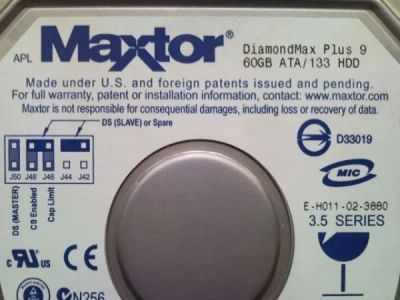 APL Maxtor®
DiamondMax Plus 9
60GB ATA/133 HDD
Made under U.S. and foreign patents issued and pending.
For full warranty, patent or installation information, contact: www.maxtor.com
Maxtor is not responsible for consequential damages, including loss or recovery of data.
DS (SLAVE) or Spare
J50 J48 J46 J44 J42
DS (MASTER)
CS Enabled
Cap Limit
D33019
MIC
E-H011-02-3880
3.5 SERIES
c RU us CE
N256